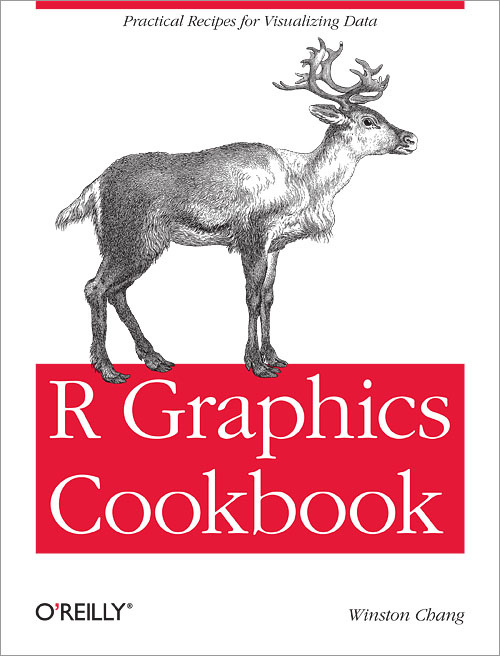 Practical Recipes for Visualizing Data
R Graphics
Cookbook
O'REILLY®
Winston Chang